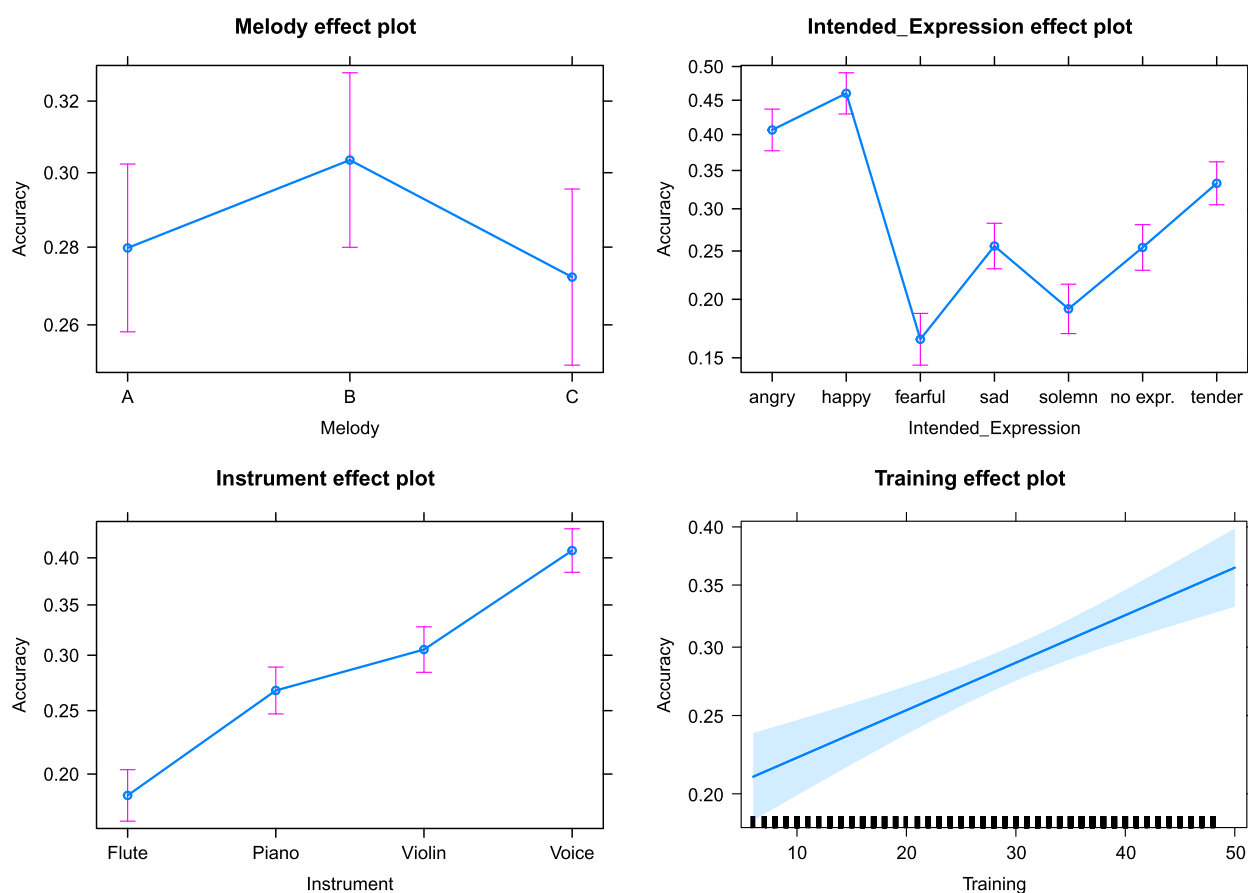 Melody effect plot
Accuracy
0.32
0.30
0.28
0.26
A B C
Melody
Intended_Expression effect plot
Accuracy
0.50
0.45
0.40
0.35
0.30
0.25
0.20
0.15
angry happy fearful sad solemn no expr. tender
Intended_Expression
Instrument effect plot
Accuracy
0.40
0.35
0.30
0.25
0.20
Flute Piano Violin Voice
Instrument
Training effect plot
Accuracy
0.40
0.35
0.30
0.25
0.20
10 20 30 40 50
Training